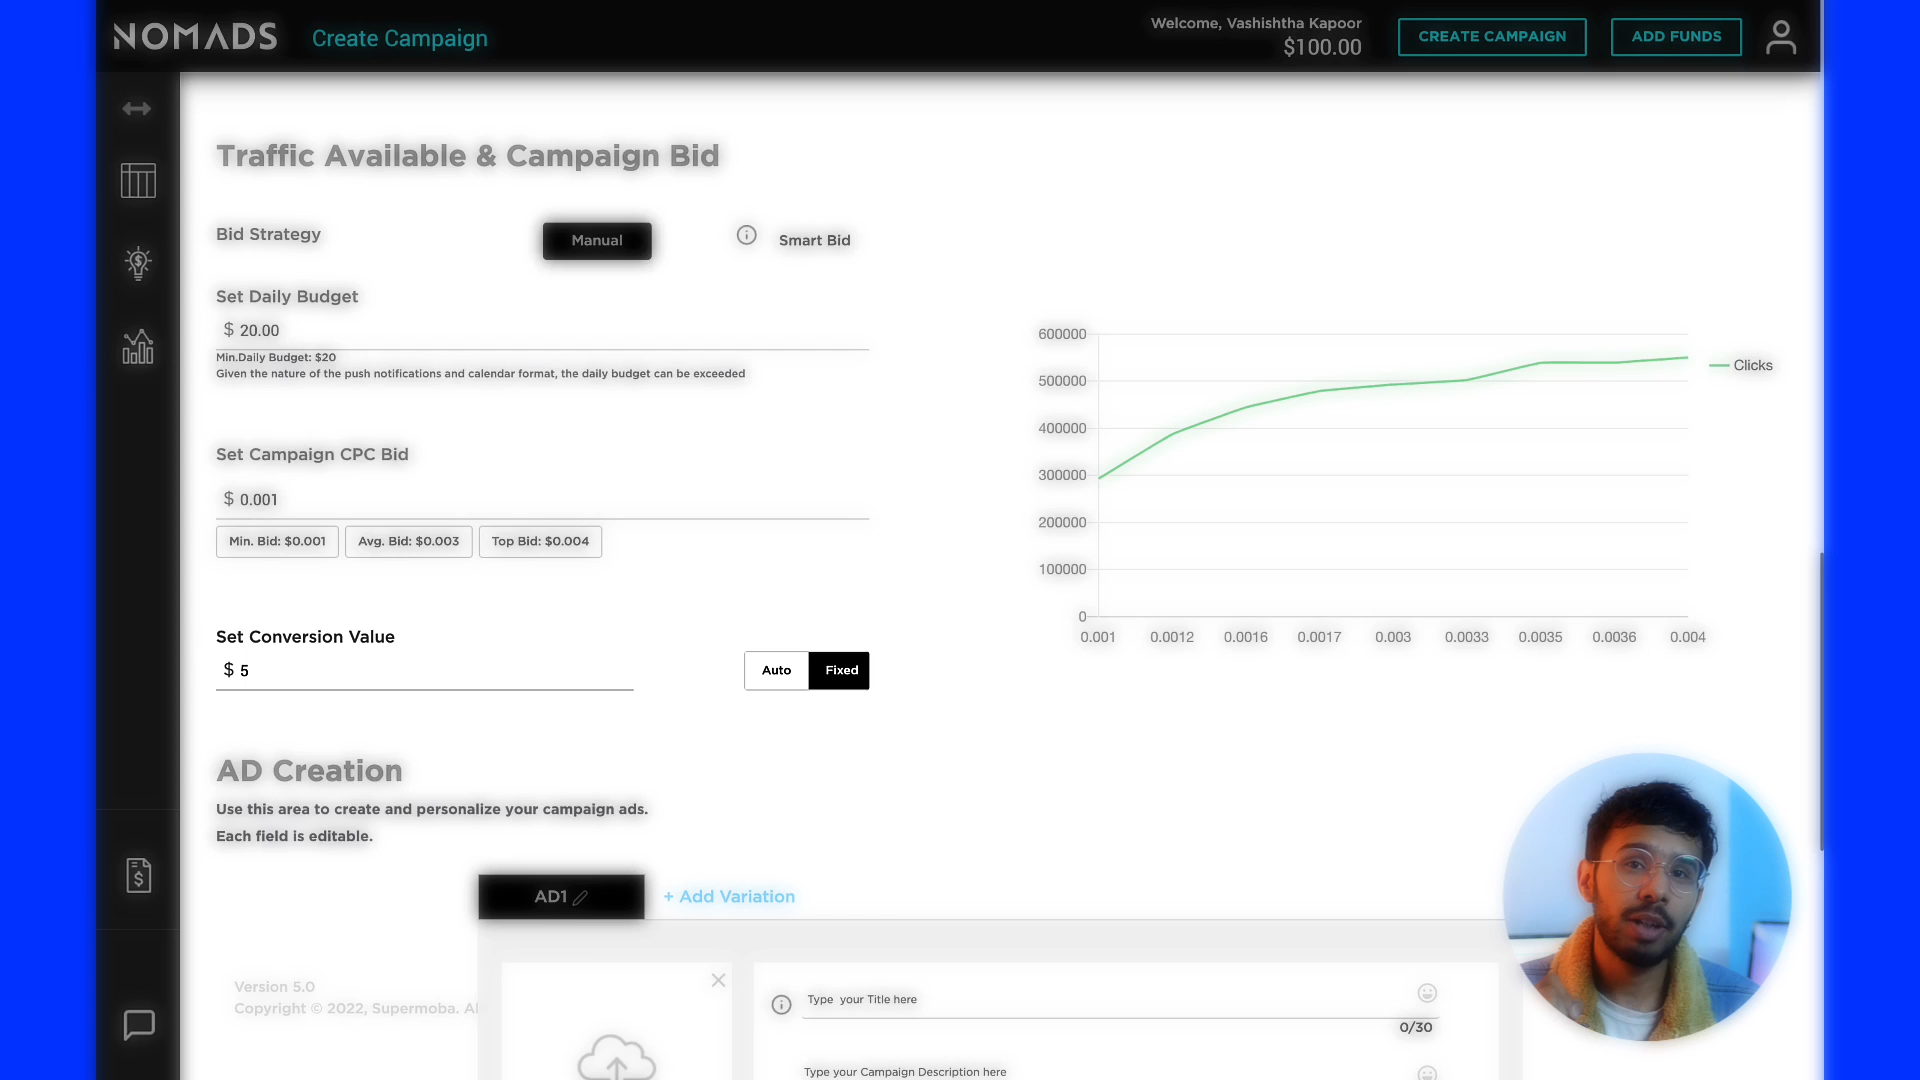 NOMADS
Create Campaign
Welcome, Vashishtha Kapoor
$100.00
CREATE CAMPAIGN
ADD FUNDS
Traffic Available & Campaign Bid
Bid Strategy
Manual
Smart Bid
Set Daily Budget
$ 20.00
Min.Daily Budget: $20
Given the nature of the push notifications and calendar format, the daily budget can be exceeded
Set Campaign CPC Bid
$ 0.001
Min. Bid: $0.001
Avg. Bid: $0.003
Top Bid: $0.004
Set Conversion Value
$ 5
Auto
Fixed
600000
500000
400000
300000
200000
100000
0
0.001 0.0012 0.0016 0.0017 0.003 0.0033 0.0035 0.0036 0.004
Clicks
AD Creation
Use this area to create and personalize your campaign ads.
Each field is editable.
AD1
+ Add Variation
Version 5.0
Copyright © 2022, Supermoba.
Type your Title here
0/30
Type your Campaign Description here